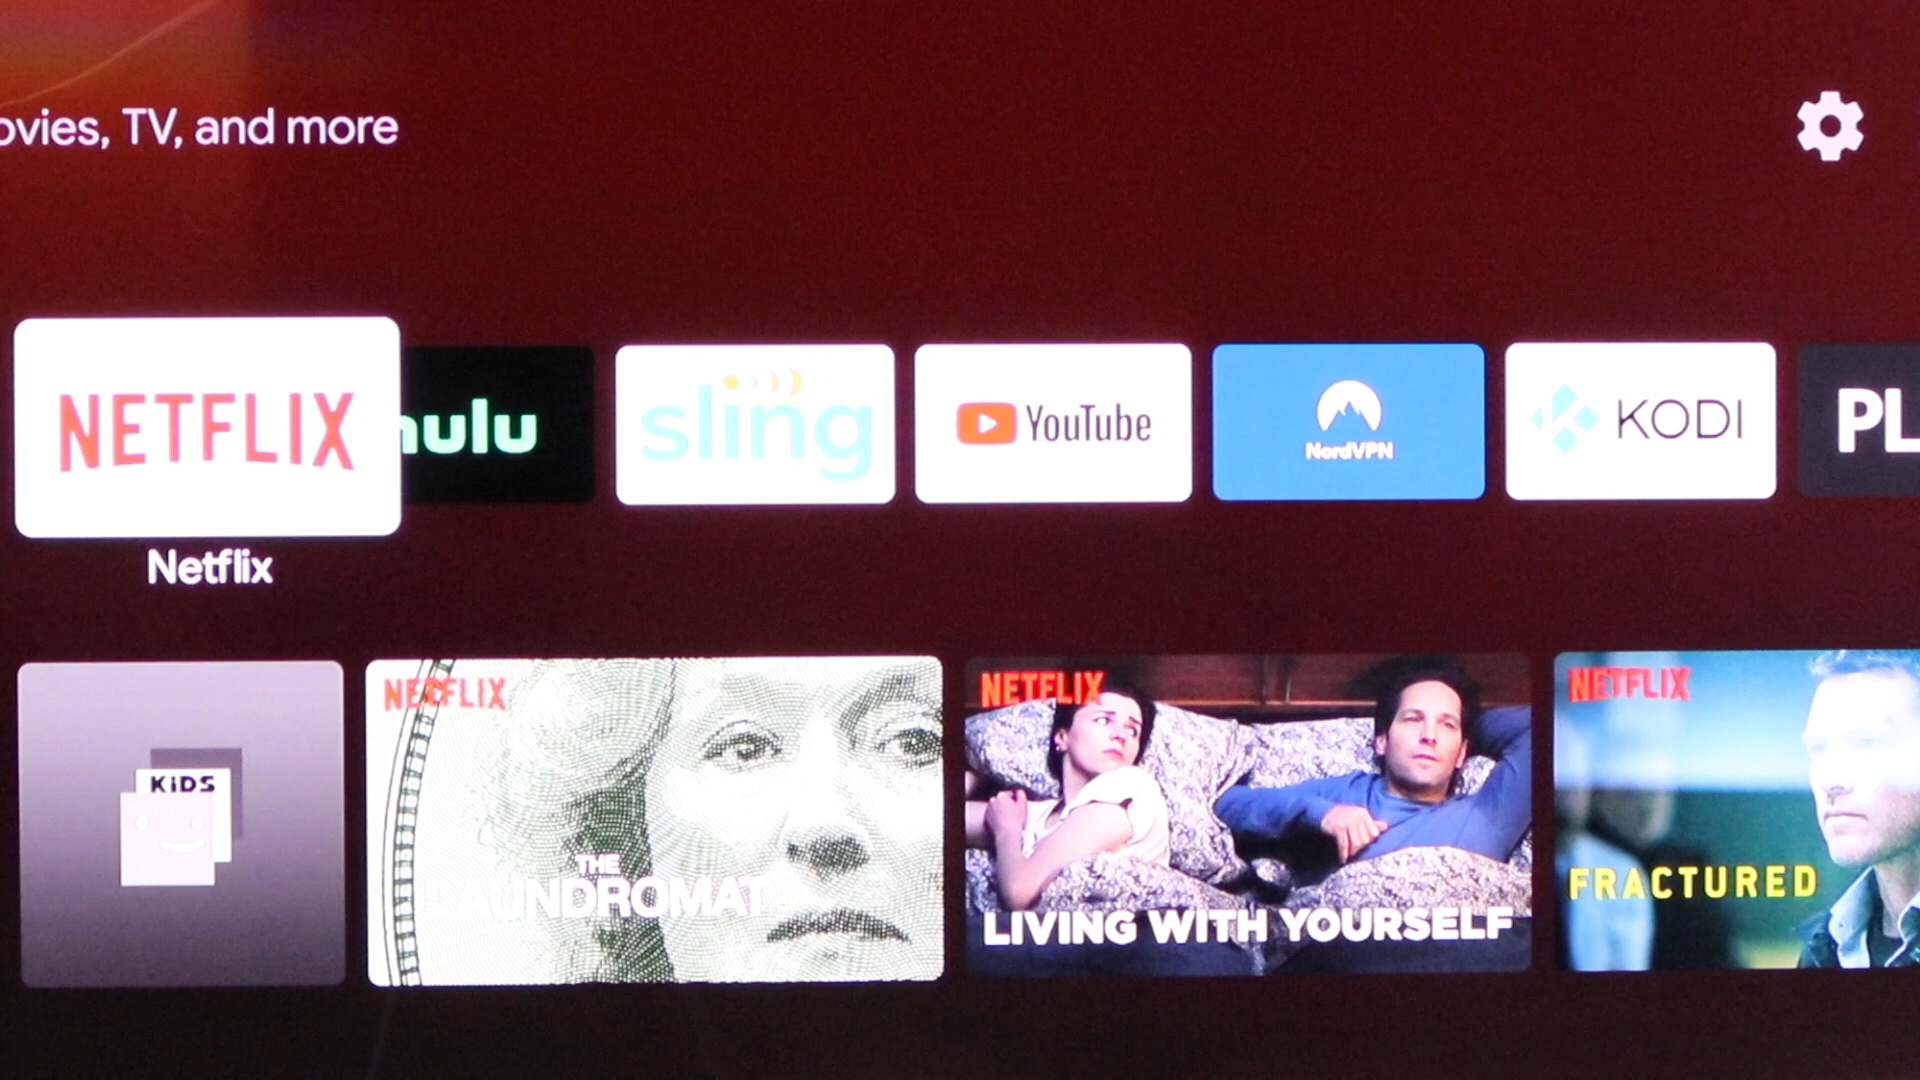 ovies, TV, and more
NETFLIX
hulu
sling
YouTube
NordVPN
KODI
PL
Netflix
KiDS
NETFLIX
THE
LAUNDROMAT
NETFLIX
LIVING WITH YOURSELF
NETFLIX
FRACTURED